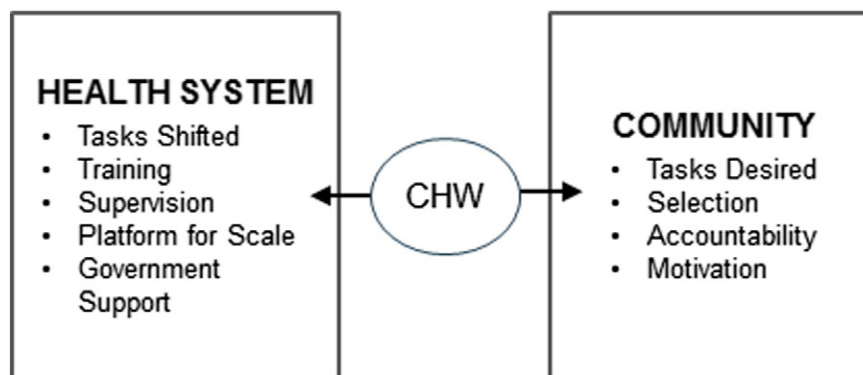 HEALTH SYSTEM
• Tasks Shifted
• Training
• Supervision
• Platform for Scale
• Government
Support
CHW
COMMUNITY
• Tasks Desired
• Selection
• Accountability
• Motivation